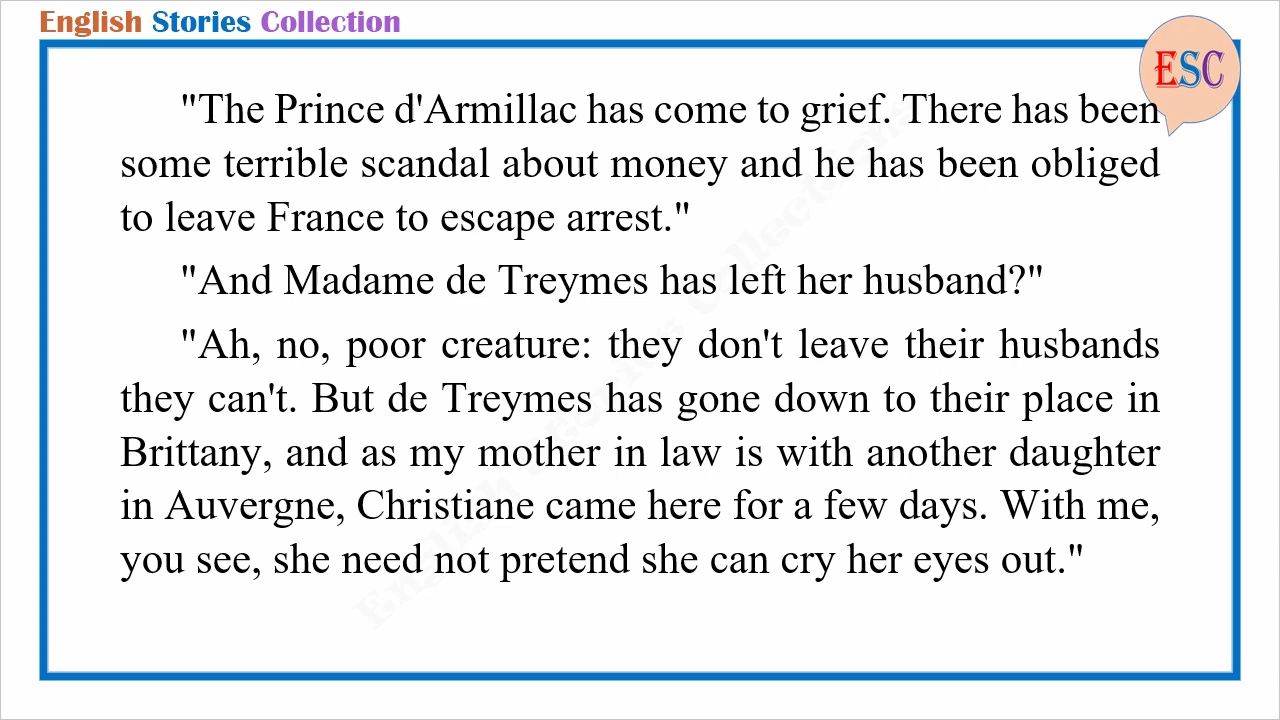 English Stories Collection
ESC
"The Prince d'Armillac has come to grief. There has been
some terrible scandal about money and he has been obliged
to leave France to escape arrest."
"And Madame de Treymes has left her husband?"
"Ah, no, poor creature: they don't leave their husbands
they can't. But de Treymes has gone down to their place in
Brittany, and as my mother in law is with another daughter
in Auvergne, Christiane came here for a few days. With me,
you see, she need not pretend she can cry her eyes out."
English Stories Collections